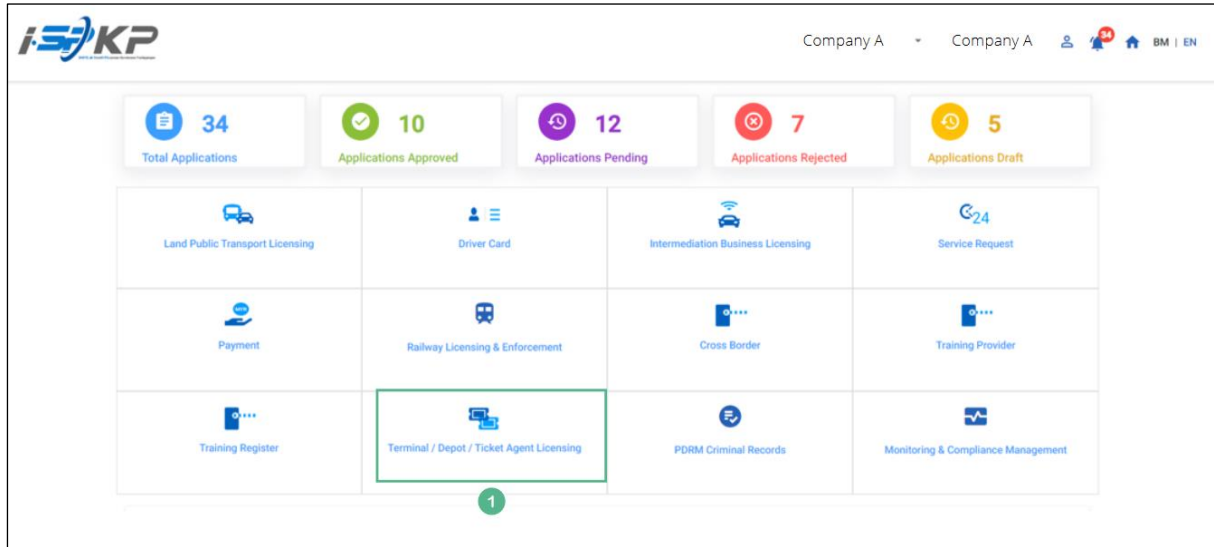 i-SPKP
Company A Company A 34 BM | EN
34 10 12 7 5
Total Applications Applications Approved Applications Pending Applications Rejected Applications Draft
Land Public Transport Licensing Driver Card Intermediation Business Licensing Service Request
24
Payment Railway Licensing & Enforcement Cross Border Training Provider
Training Register Terminal / Depot / Ticket Agent Licensing PDRM Criminal Records Monitoring & Compliance Management
1